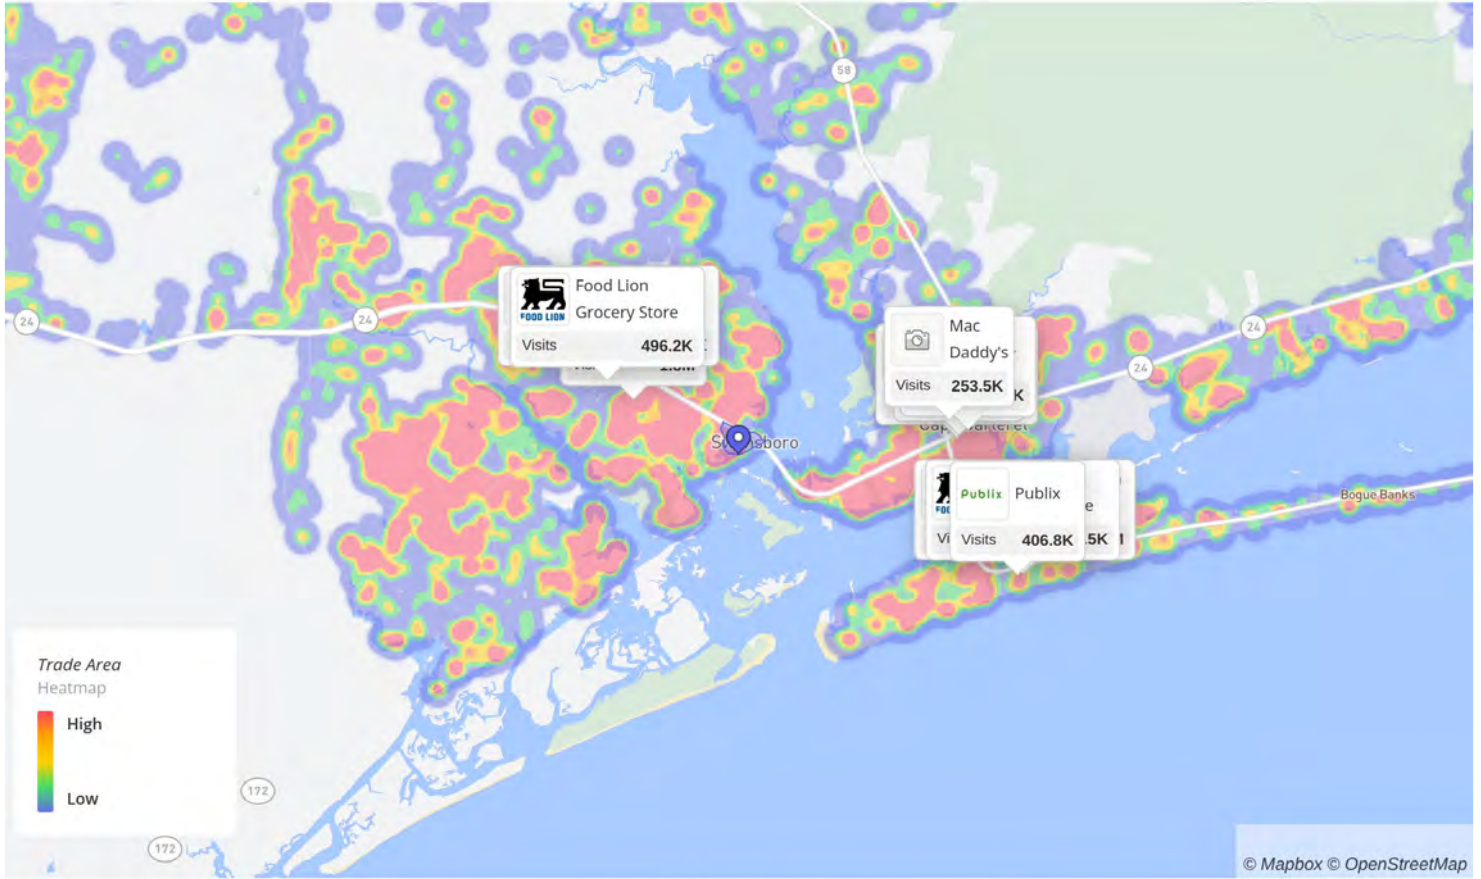 58
24
24
24
24
FOOD LION
Food Lion
Grocery Store
Visits 496.2K
Mac
Daddy's
Visits 253.5K
K
Publix
Publix
e
Visits 406.8K
.5K
Bogue Banks
Trade Area
Heatmap
High
Low
172
172
© Mapbox © OpenStreetMap